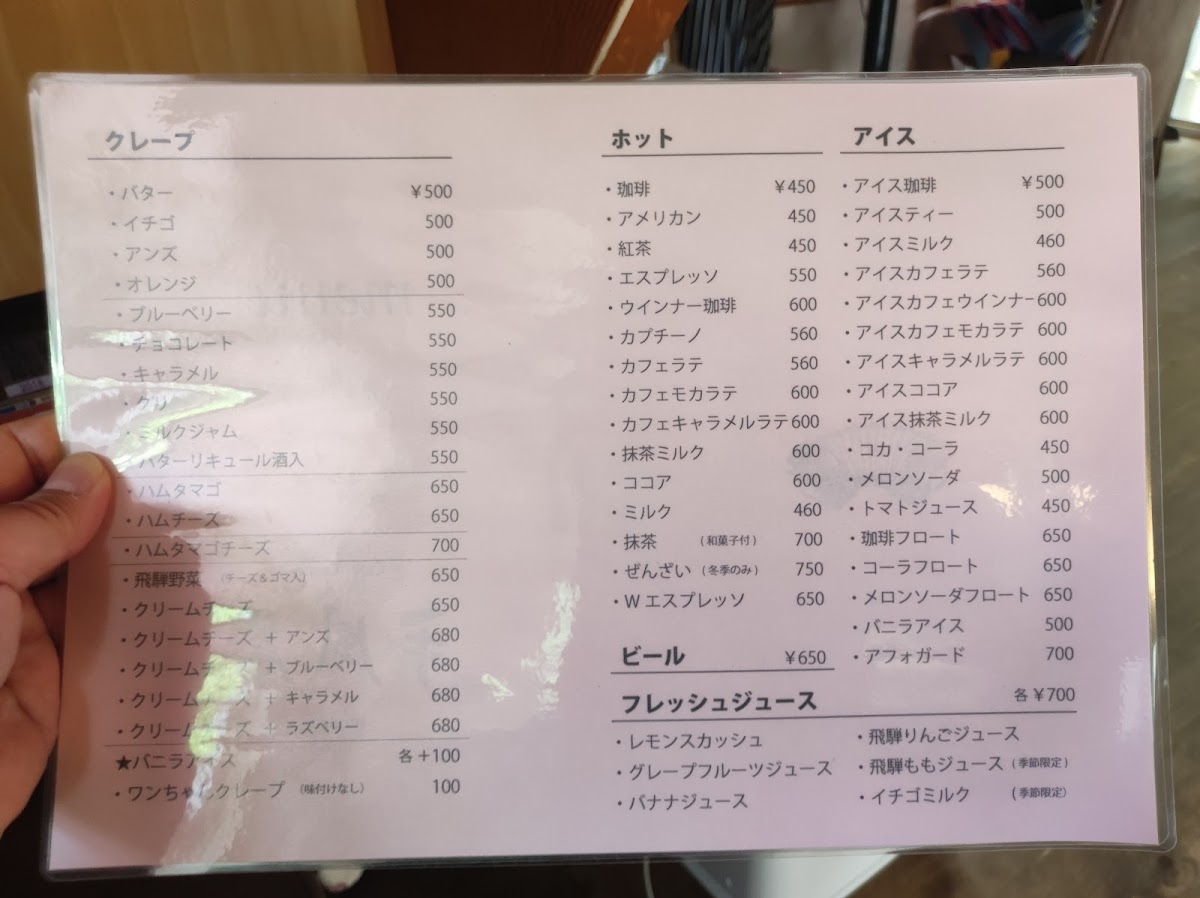 クレープ
・バター ¥500
・イチゴ 500
・アンズ 500
・オレンジ 500
・ブルーベリー 550
・チョコレート 550
・キャラメル 550
・クリ 550
・ミルクジャム 550
・バターリキュール酒入 550
・ハムタマゴ 650
・ハムチーズ 650
・ハムタマゴチーズ 700
・飛騨野菜 (チーズ&ゴマ入) 650
・クリームチーズ 650
・クリームチーズ + アンズ 680
・クリームチーズ + ブルーベリー 680
・クリームチーズ + キャラメル 680
・クリームチーズ + ラズベリー 680
★バニラアイス 各+100
・ワンちゃんクレープ (味付けなし) 100
ホット
・珈琲 ¥450
・アメリカン 450
・紅茶 450
・エスプレッソ 550
・ウインナー珈琲 600
・カプチーノ 560
・カフェラテ 560
・カフェモカラテ 600
・カフェキャラメルラテ 600
・抹茶ミルク 600
・ココア 600
・ミルク 460
・抹茶 (和菓子付) 700
・ぜんざい (冬季のみ) 750
・W エスプレッソ 650
アイス
・アイス珈琲 ¥500
・アイスティー 500
・アイスミルク 460
・アイスカフェラテ 560
・アイスカフェウインナー 600
・アイスカフェモカラテ 600
・アイスキャラメルラテ 600
・アイスココア 600
・アイス抹茶ミルク 600
・コカ・コーラ 450
・メロンソーダ 500
・トマトジュース 450
・珈琲フロート 650
・コーラフロート 650
・メロンソーダフロート 650
・バニラアイス 500
・アフォガード 700
ビール ¥650
フレッシュジュース 各¥700
・レモンスカッシュ
・グレープフルーツジュース
・バナナジュース
・飛騨りんごジュース
・飛騨ももジュース (季節限定)
・イチゴミルク (季節限定)